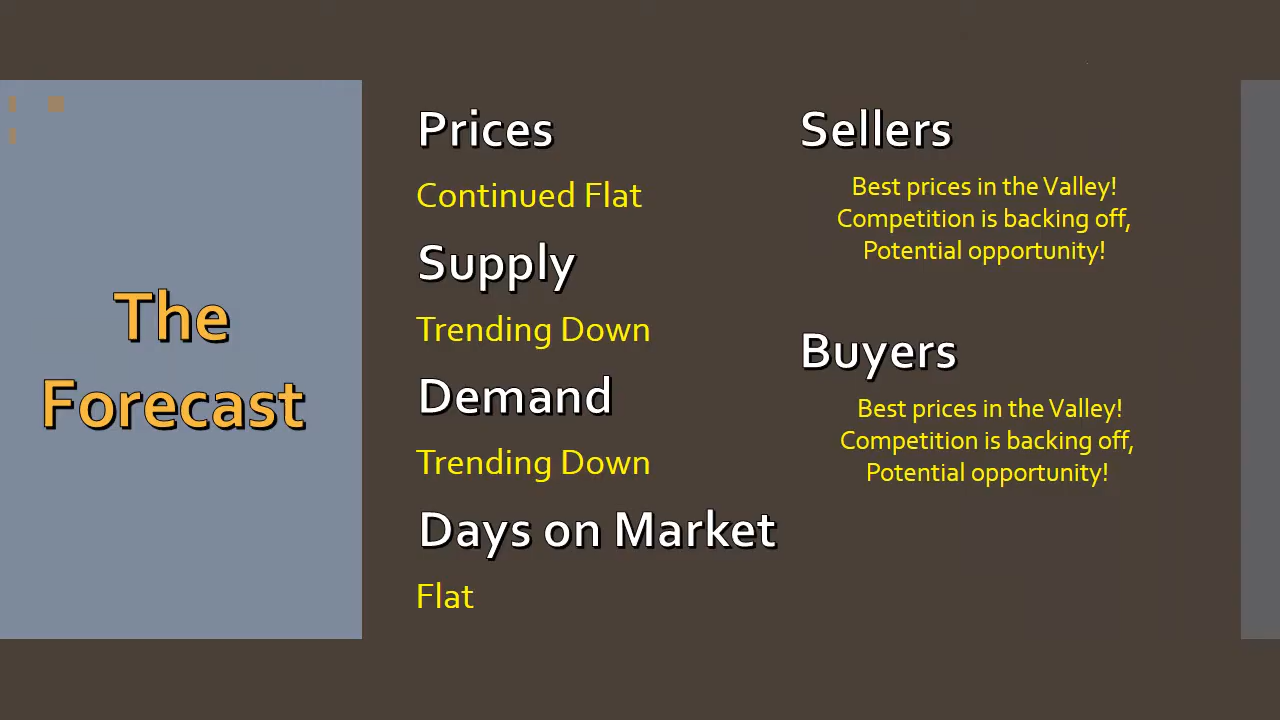 The
Forecast
Prices
Continued Flat
Supply
Trending Down
Demand
Trending Down
Days on Market
Flat
Sellers
Best prices in the Valley!
Competition is backing off,
Potential opportunity!
Buyers
Best prices in the Valley!
Competition is backing off,
Potential opportunity!